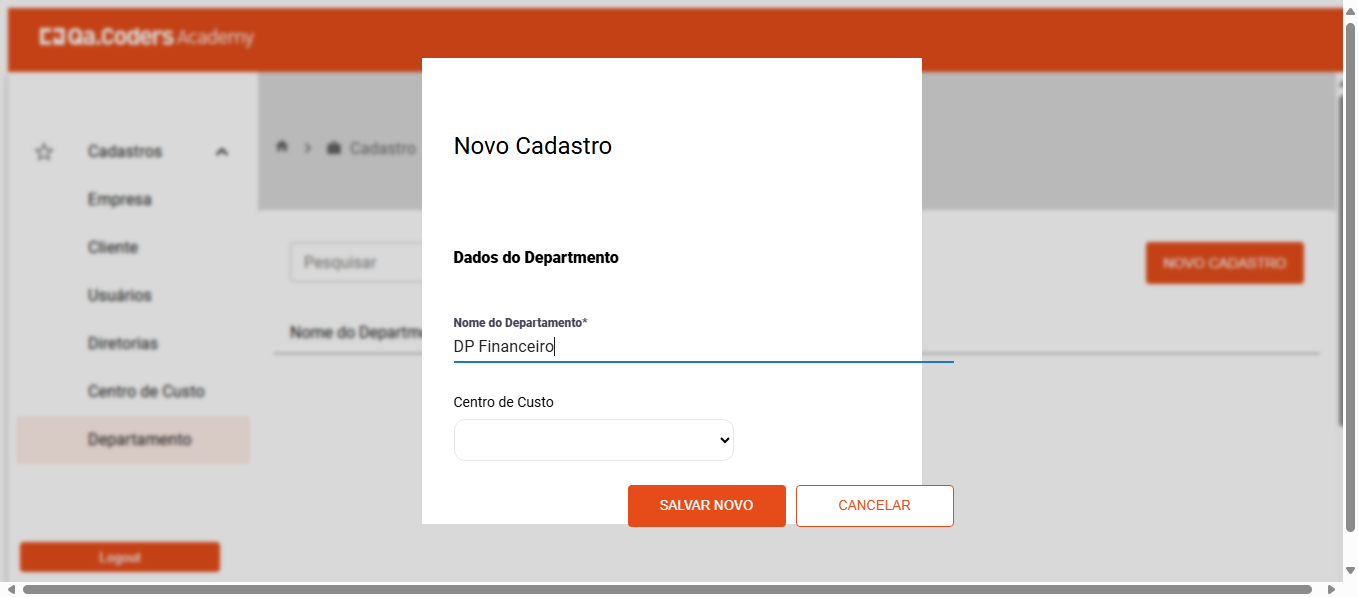 Qa.Coders Academy
Cadastros
Cadastro
Empresa
Cliente
Usuários
Diretorias
Centro de Custo
Departamento
Logout
Pesquisar
NOVO CADASTRO
Nome do Departme
Novo Cadastro
Dados do Departmento
Nome do Departamento*
DP Financeiro
Centro de Custo
SALVAR NOVO
CANCELAR